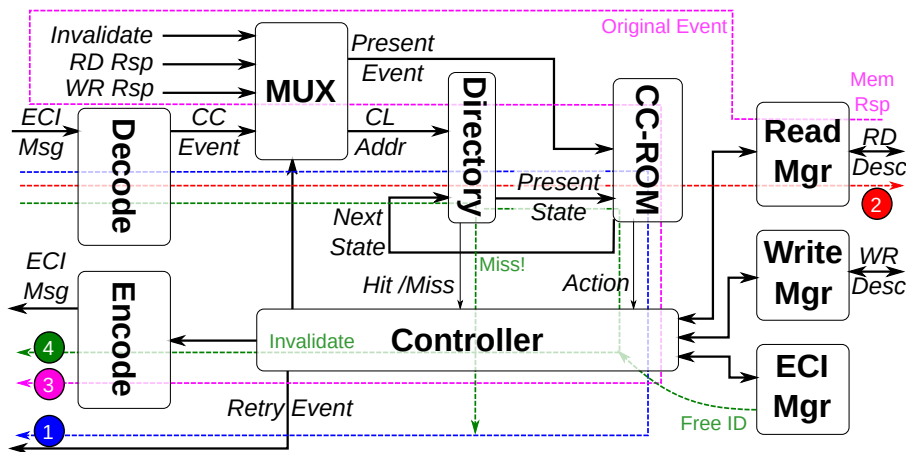 Original Event
Invalidate
RD Rsp
WR Rsp
MUX
Present
Event
Mem
Rsp
ECI
Msg
Decode
CC
Event
CL
Addr
Directory
CC-ROM
Read
Mgr
RD
Desc
2
Present
State
Next
State
Miss!
Hit /Miss
Action
Write
Mgr
WR
Desc
ECI
Msg
Encode
Invalidate
Controller
4
3
1
Retry Event
Free ID
ECI
Mgr